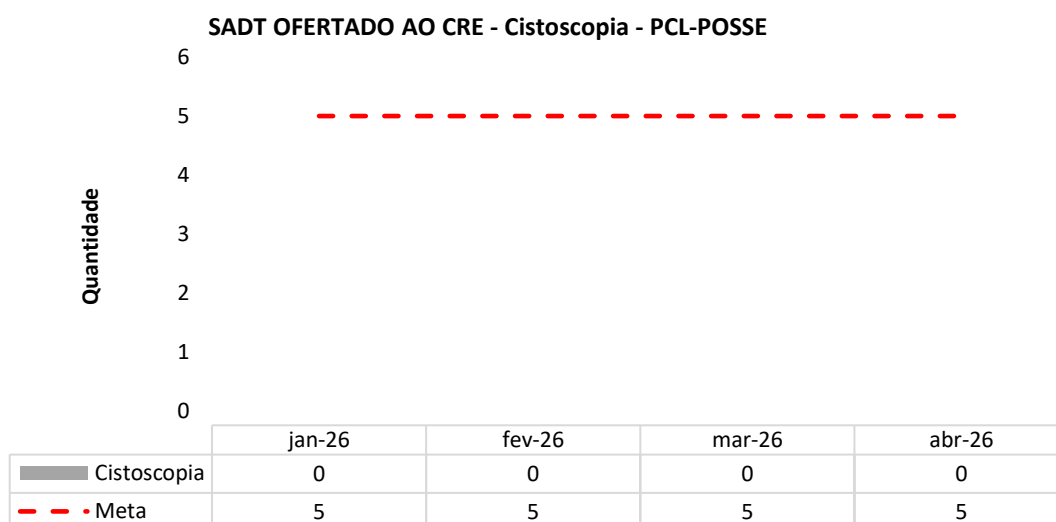 SADT OFERTADO AO CRE - Cistoscopia - PCL-POSSE
6
5
4
3
2
1
0
Quantidade
jan-26 fev-26 mar-26 abr-26
Cistoscopia 0 0 0 0
Meta 5 5 5 5